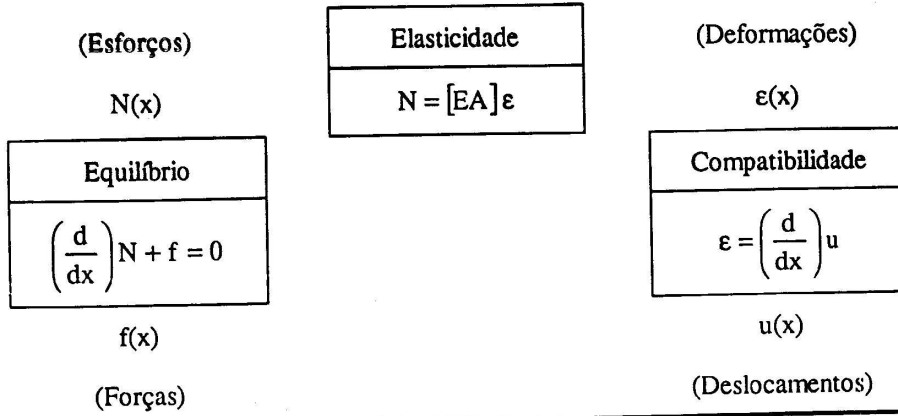 (Esforços)
N(x)
Equilíbrio
(d/dx) N + f = 0
f(x)
(Forças)
Elasticidade
N = [EA] ε
(Deformações)
ε(x)
Compatibilidade
ε = (d/dx) u
u(x)
(Deslocamentos)